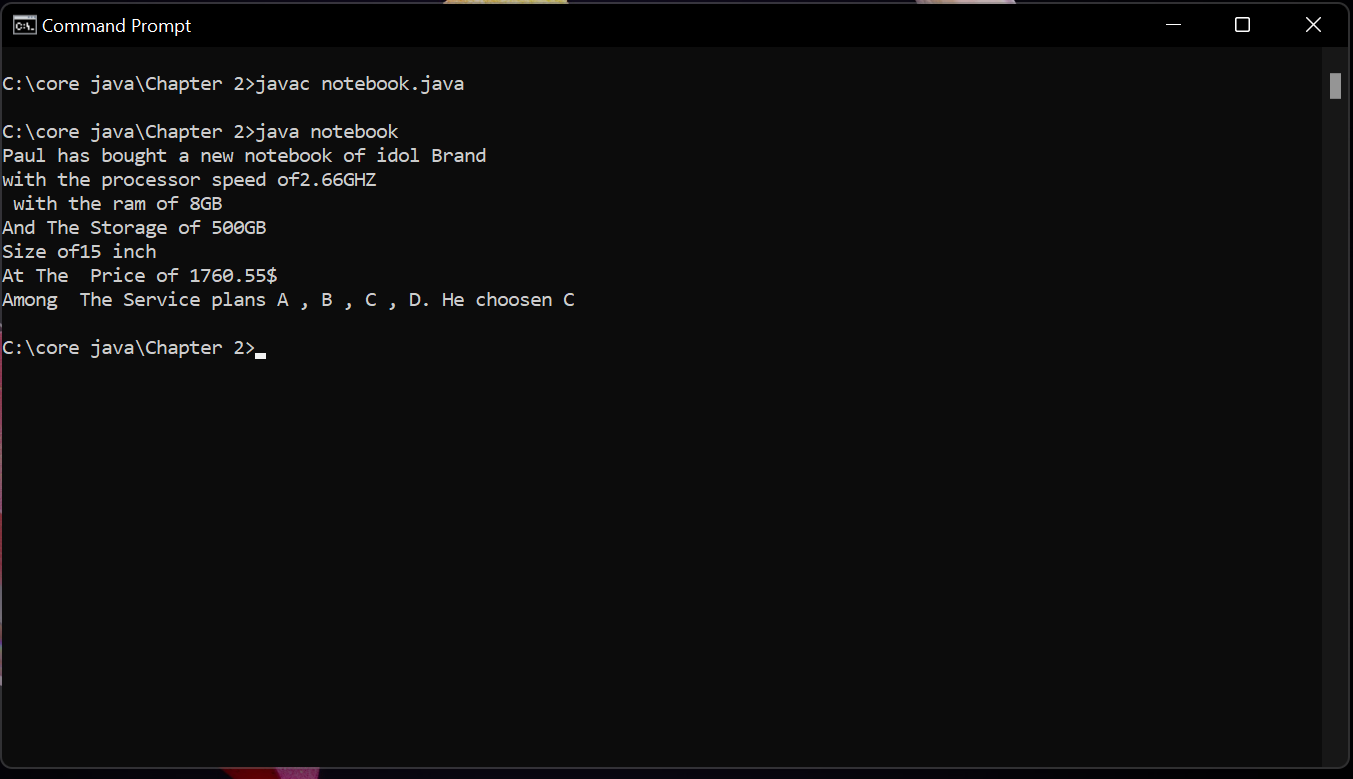 Command Prompt
C:\core java\Chapter 2>javac notebook.java
C:\core java\Chapter 2>java notebook
Paul has bought a new notebook of idol Brand
with the processor speed of2.66GHZ
 with the ram of 8GB
And The Storage of 500GB
Size of15 inch
At The  Price of 1760.55$
Among  The Service plans A , B , C , D. He choosen C
C:\core java\Chapter 2>